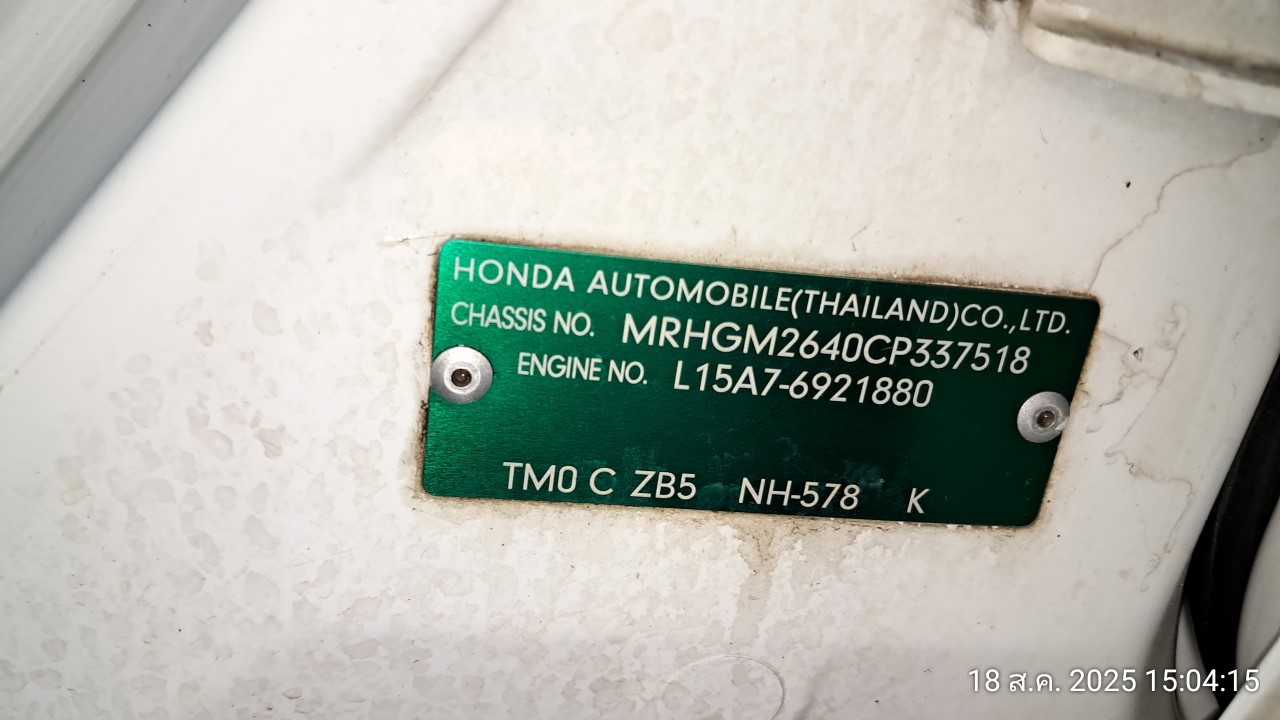 HONDA AUTOMOBILE(THAILAND)CO.,LTD.
CHASSIS NO. MRHGM2640CP337518
ENGINE NO. L15A7-6921880
TM0 C ZB5 NH-578 K
18 ส.ค. 2025 15:04:15